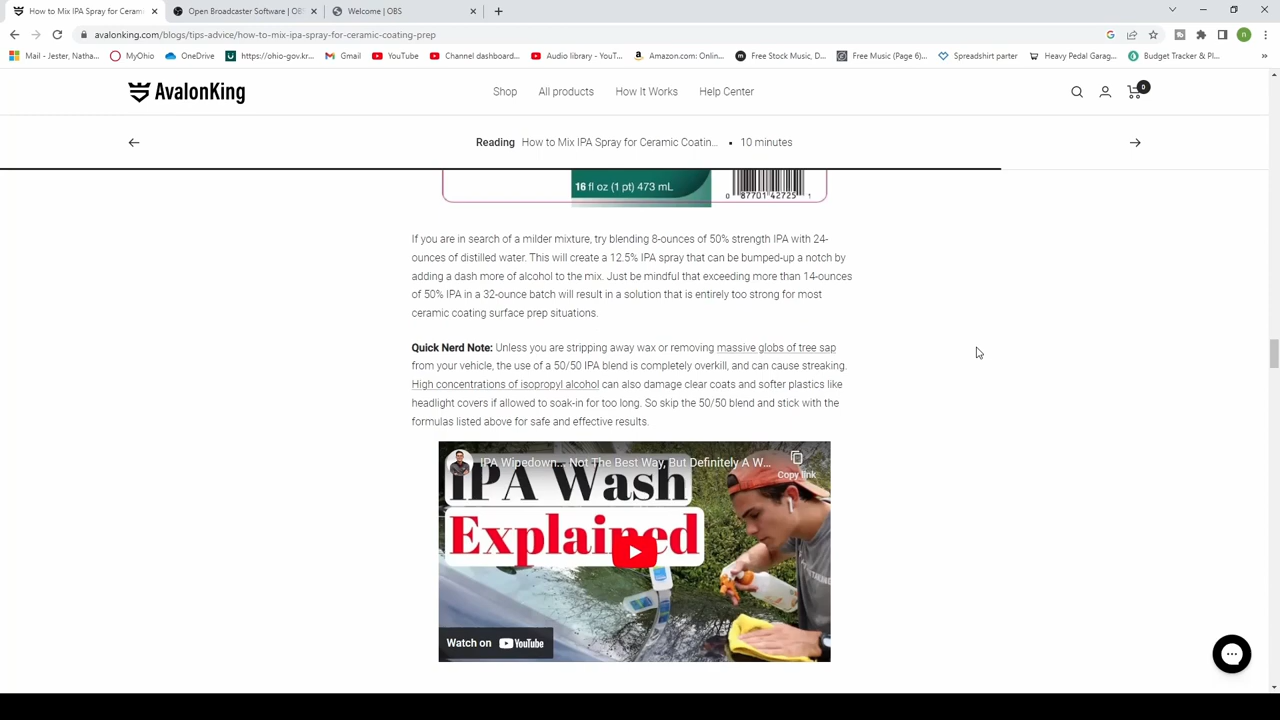 How to Mix IPA Spray for Ceram
Open Broadcaster Software | OB
Welcome | OBS
avalonking.com/blogs/tips-advice/how-to-mix-ipa-spray-for-ceramic-coating-prep
n
Mail - Jester, Natha...
MyOhio
OneDrive
https://ohio-gov.kr...
Gmail
YouTube
Channel dashboard...
Audio library - YouT...
Amazon.com: Onlin...
Free Stock Music, D...
Free Music (Page 6)...
Spreadshirt parter
Heavy Pedal Garag...
Budget Tracker & Pl...
»
AvalonKing
Shop
All products
How It Works
Help Center
0
Reading How to Mix IPA Spray for Ceramic Coatin... • 10 minutes
16 fl oz (1 pt) 473 mL
0 87701 42725 1
If you are in search of a milder mixture, try blending 8-ounces of 50% strength IPA with 24-
ounces of distilled water. This will create a 12.5% IPA spray that can be bumped-up a notch by
adding a dash more of alcohol to the mix. Just be mindful that exceeding more than 14-ounces
of 50% IPA in a 32-ounce batch will result in a solution that is entirely too strong for most
ceramic coating surface prep situations.
Quick Nerd Note: Unless you are stripping away wax or removing massive globs of tree sap
from your vehicle, the use of a 50/50 IPA blend is completely overkill, and can cause streaking.
High concentrations of isopropyl alcohol can also damage clear coats and softer plastics like
headlight covers if allowed to soak-in for too long. So skip the 50/50 blend and stick with the
formulas listed above for safe and effective results.
IPA Wipedown... Not The Best Way, But Definitely A W...
Copy link
IPA Wash
Explained
Watch on YouTube